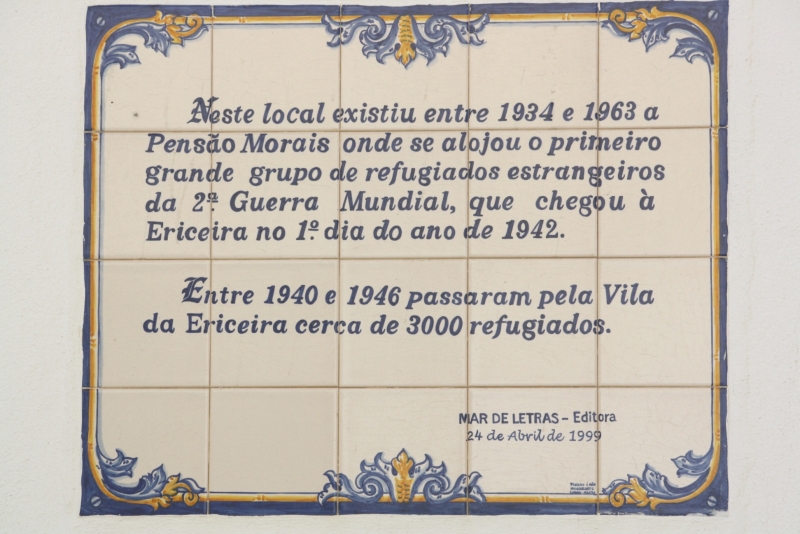 Neste local existiu entre 1934 e 1963 a
Pensão Morais onde se alojou o primeiro
grande grupo de refugiados estrangeiros
da 2ª Guerra Mundial, que chegou à
Ericeira no 1º dia do ano de 1942.
Entre 1940 e 1946 passaram pela Vila
da Ericeira cerca de 3000 refugiados.
MAR DE LETRAS - Editora
24 de Abril de 1999